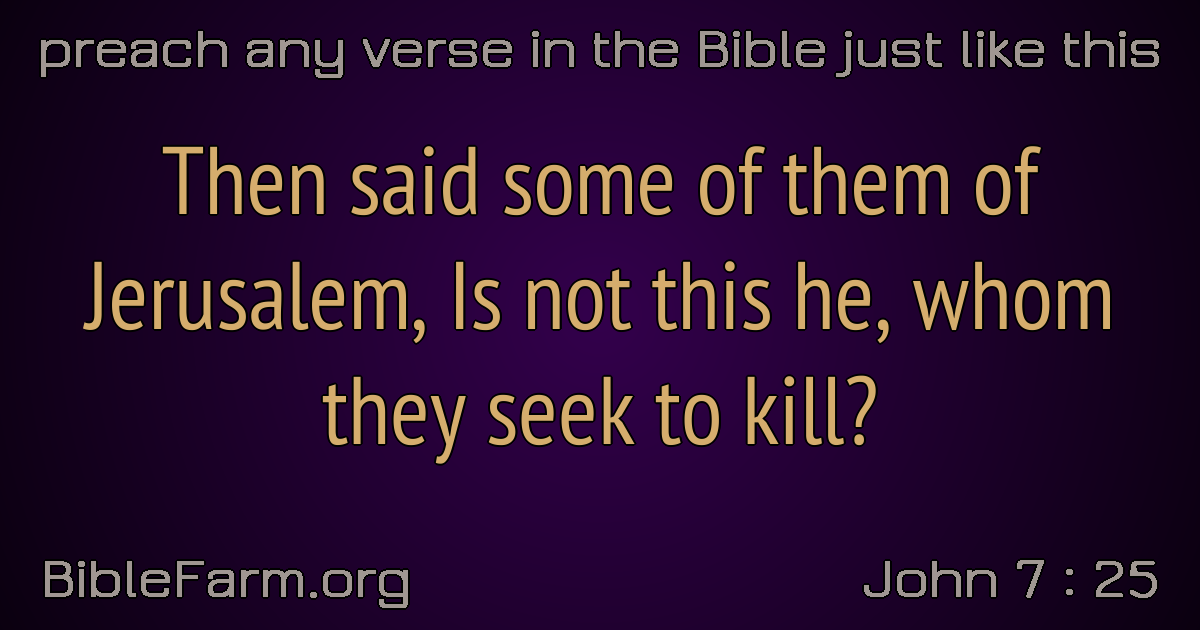 preach any verse in the Bible just like this
Then said some of them of
Jerusalem, Is not this he, whom
they seek to kill?
BibleFarm.org
John 7 : 25